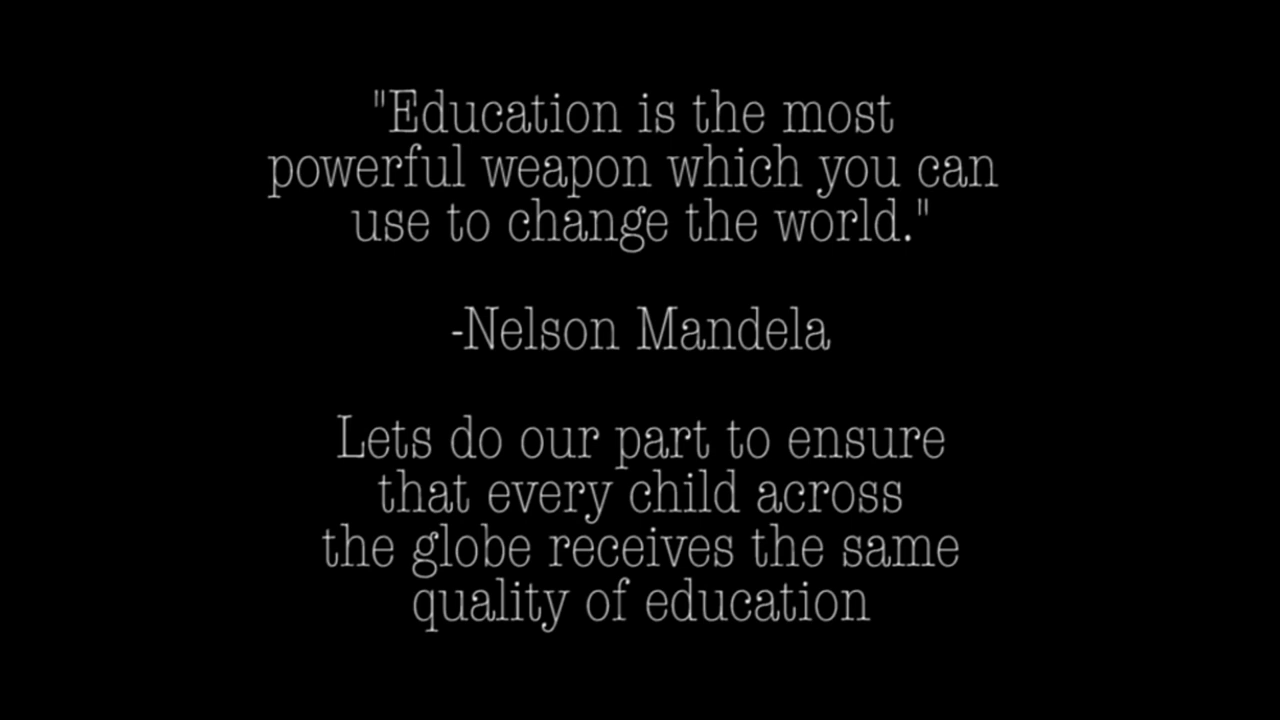 "Education is the most
powerful weapon which you can
use to change the world."
-Nelson Mandela
Lets do our part to ensure
that every child across
the globe receives the same
quality of education